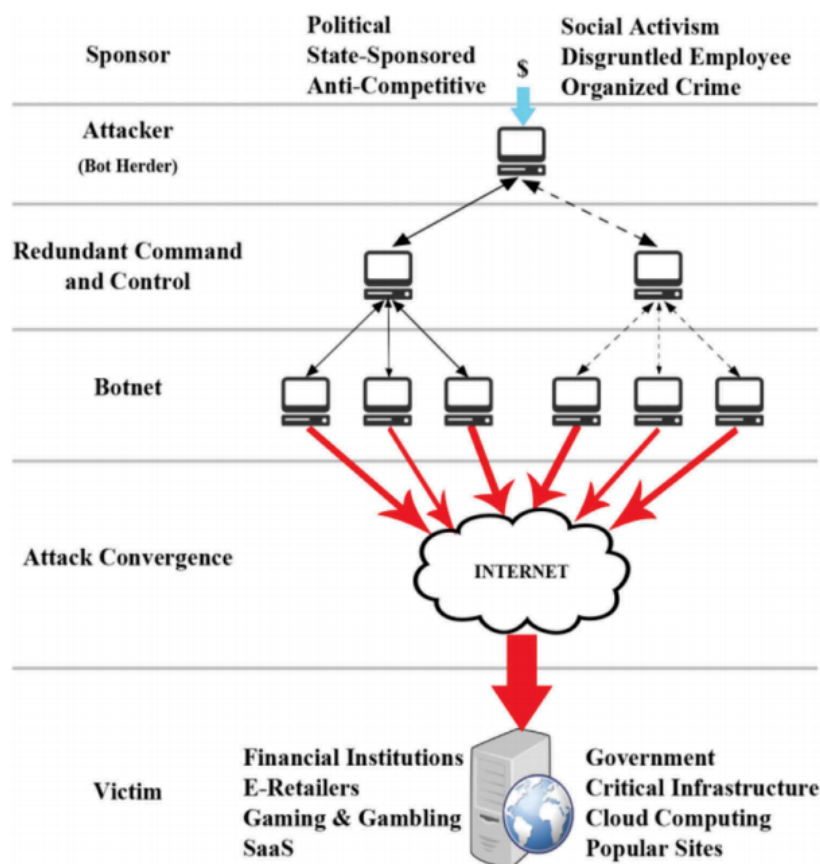 Sponsor
Political
State-Sponsored
Anti-Competitive
$
Social Activism
Disgruntled Employee
Organized Crime
Attacker
(Bot Herder)
Redundant Command
and Control
Botnet
Attack Convergence
INTERNET
Victim
Financial Institutions
E-Retailers
Gaming & Gambling
SaaS
Government
Critical Infrastructure
Cloud Computing
Popular Sites